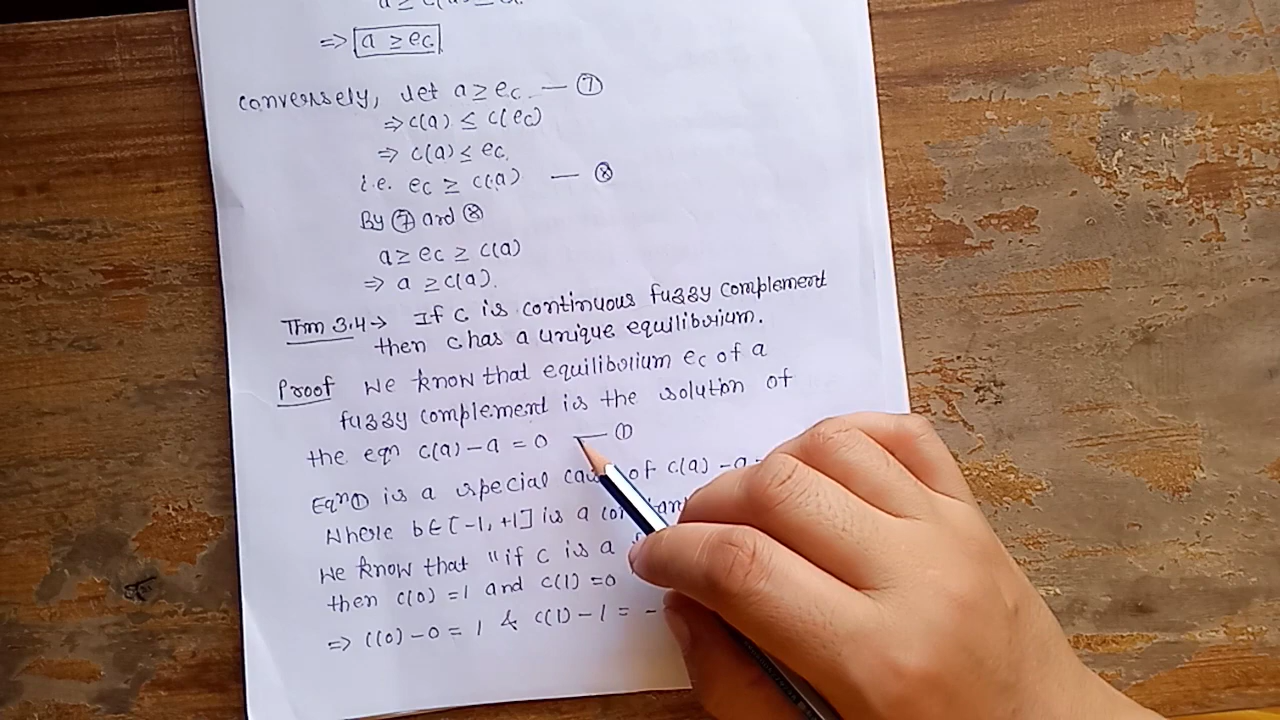 ⇒ a ≥ ec
conversely, let a ≥ ec — ⑦
⇒ c(a) ≤ c(ec)
⇒ c(a) ≤ ec.
i.e. ec ≥ c(a) — ⑧
By ⑦ and ⑧
a ≥ ec ≥ c(a)
⇒ a ≥ c(a).
Thm 3.4 → If c is continuous fuzzy complement
then c has a unique equilibrium.
Proof We know that equilibrium ec of a
fuzzy complement is the solution of
the eqn c(a) - a = 0 — ①
Eqn ① is a special of c(a) - a
Where b ∈ [-1, +1] is a
We know that "if c is a
then c(0) = 1 and c(1) = 0
⇒ c(0) - 0 = 1 & c(1) - 1 = -